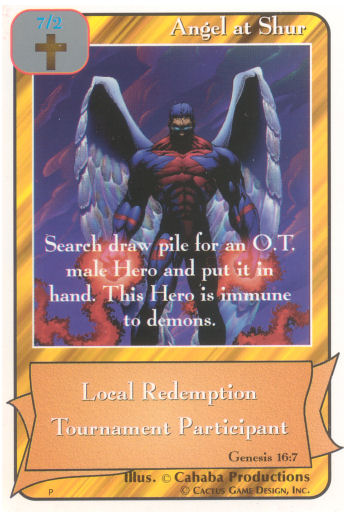 7/2
Angel at Shur
Search draw pile for an O.T.
male Hero and put it in
hand. This Hero is immune
to demons.
Local Redemption
Tournament Participant
Genesis 16:7
Illus. © Cahaba Productions
P
© Cactus Game Design, Inc.